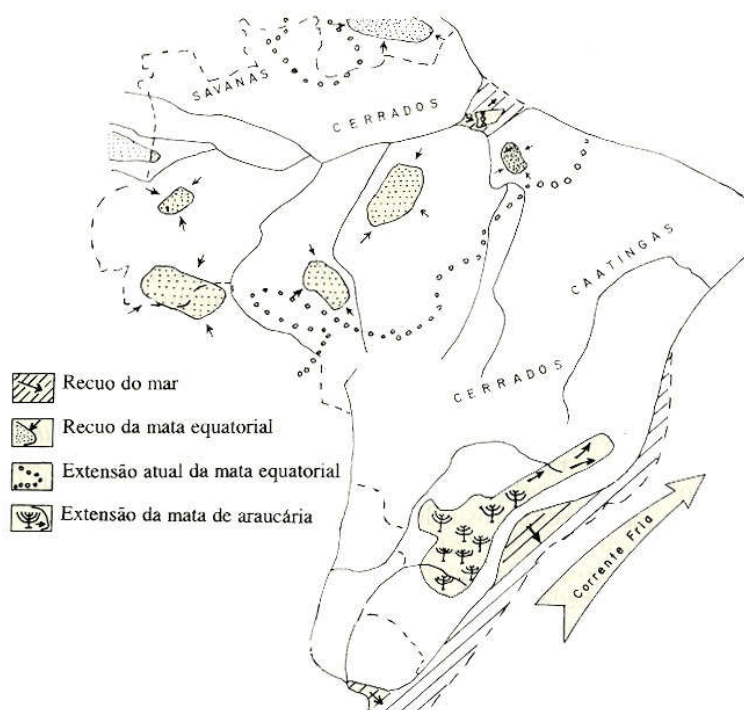 SAVANAS
CERRADOS
CAATINGAS
CERRADOS
Recuo do mar
Recuo da mata equatorial
Extensão atual da mata equatorial
Extensão da mata de araucária
Corrente Fria